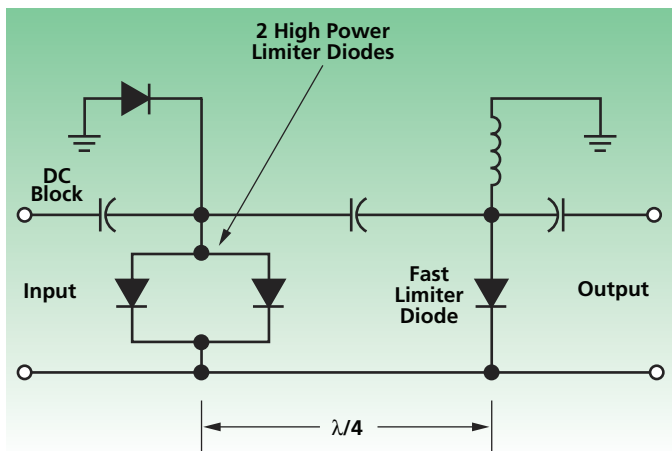 2 High Power
Limiter Diodes
DC
Block
Input
Fast
Limiter
Diode
Output
λ/4